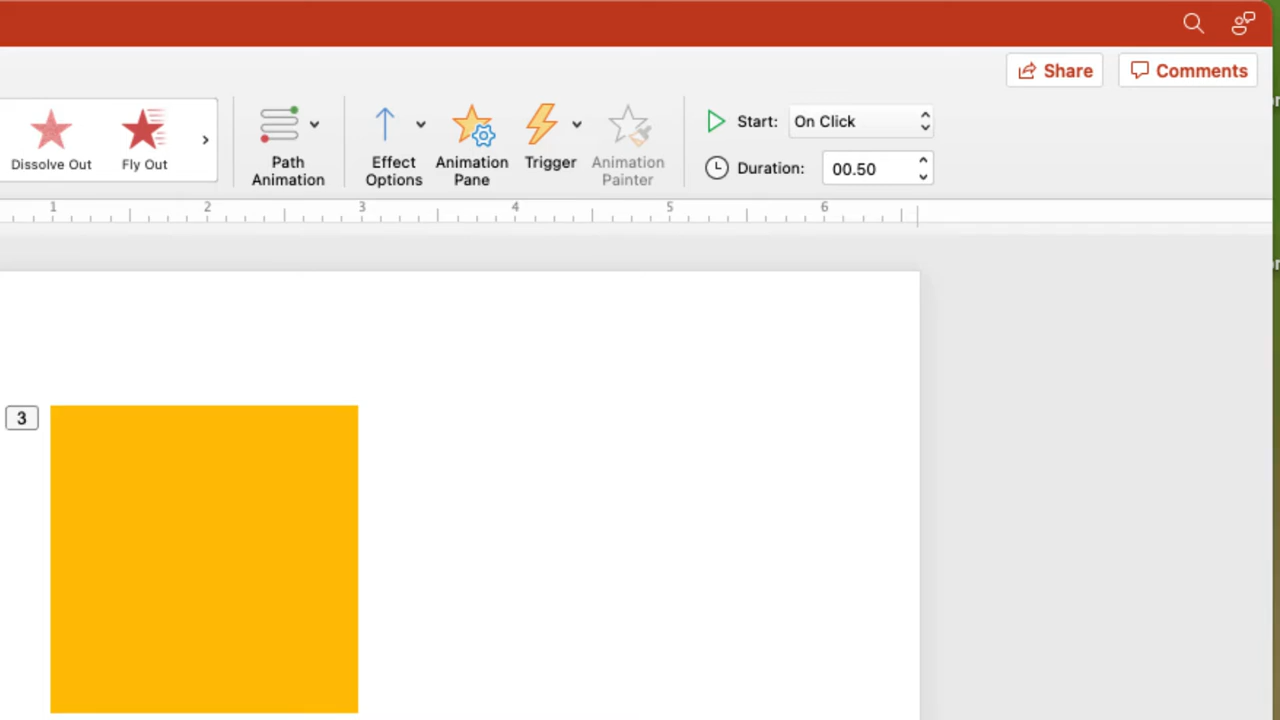 Share
Comments
Dissolve Out
Fly Out
Path
Animation
Effect
Options
Animation
Pane
Trigger
Animation
Painter
Start:
On Click
Duration:
00.50
1 2 3 4 5 6
3